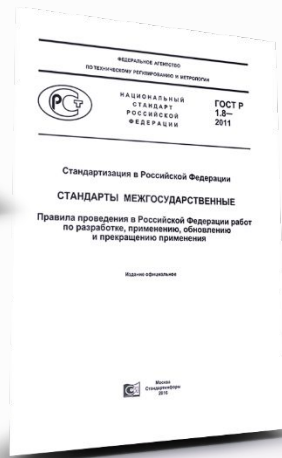 ФЕДЕРАЛЬНОЕ АГЕНТСТВО
ПО ТЕХНИЧЕСКОМУ РЕГУЛИРОВАНИЮ И МЕТРОЛОГИИ
НАЦИОНАЛЬНЫЙ
СТАНДАРТ
РОССИЙСКОЙ
ФЕДЕРАЦИИ
ГОСТ Р
1.8—
2011
Стандартизация в Российской Федерации
СТАНДАРТЫ МЕЖГОСУДАРСТВЕННЫЕ
Правила проведения в Российской Федерации работ
по разработке, применению, обновлению
и прекращению применения
Издание официальное
Москва
Стандартинформ